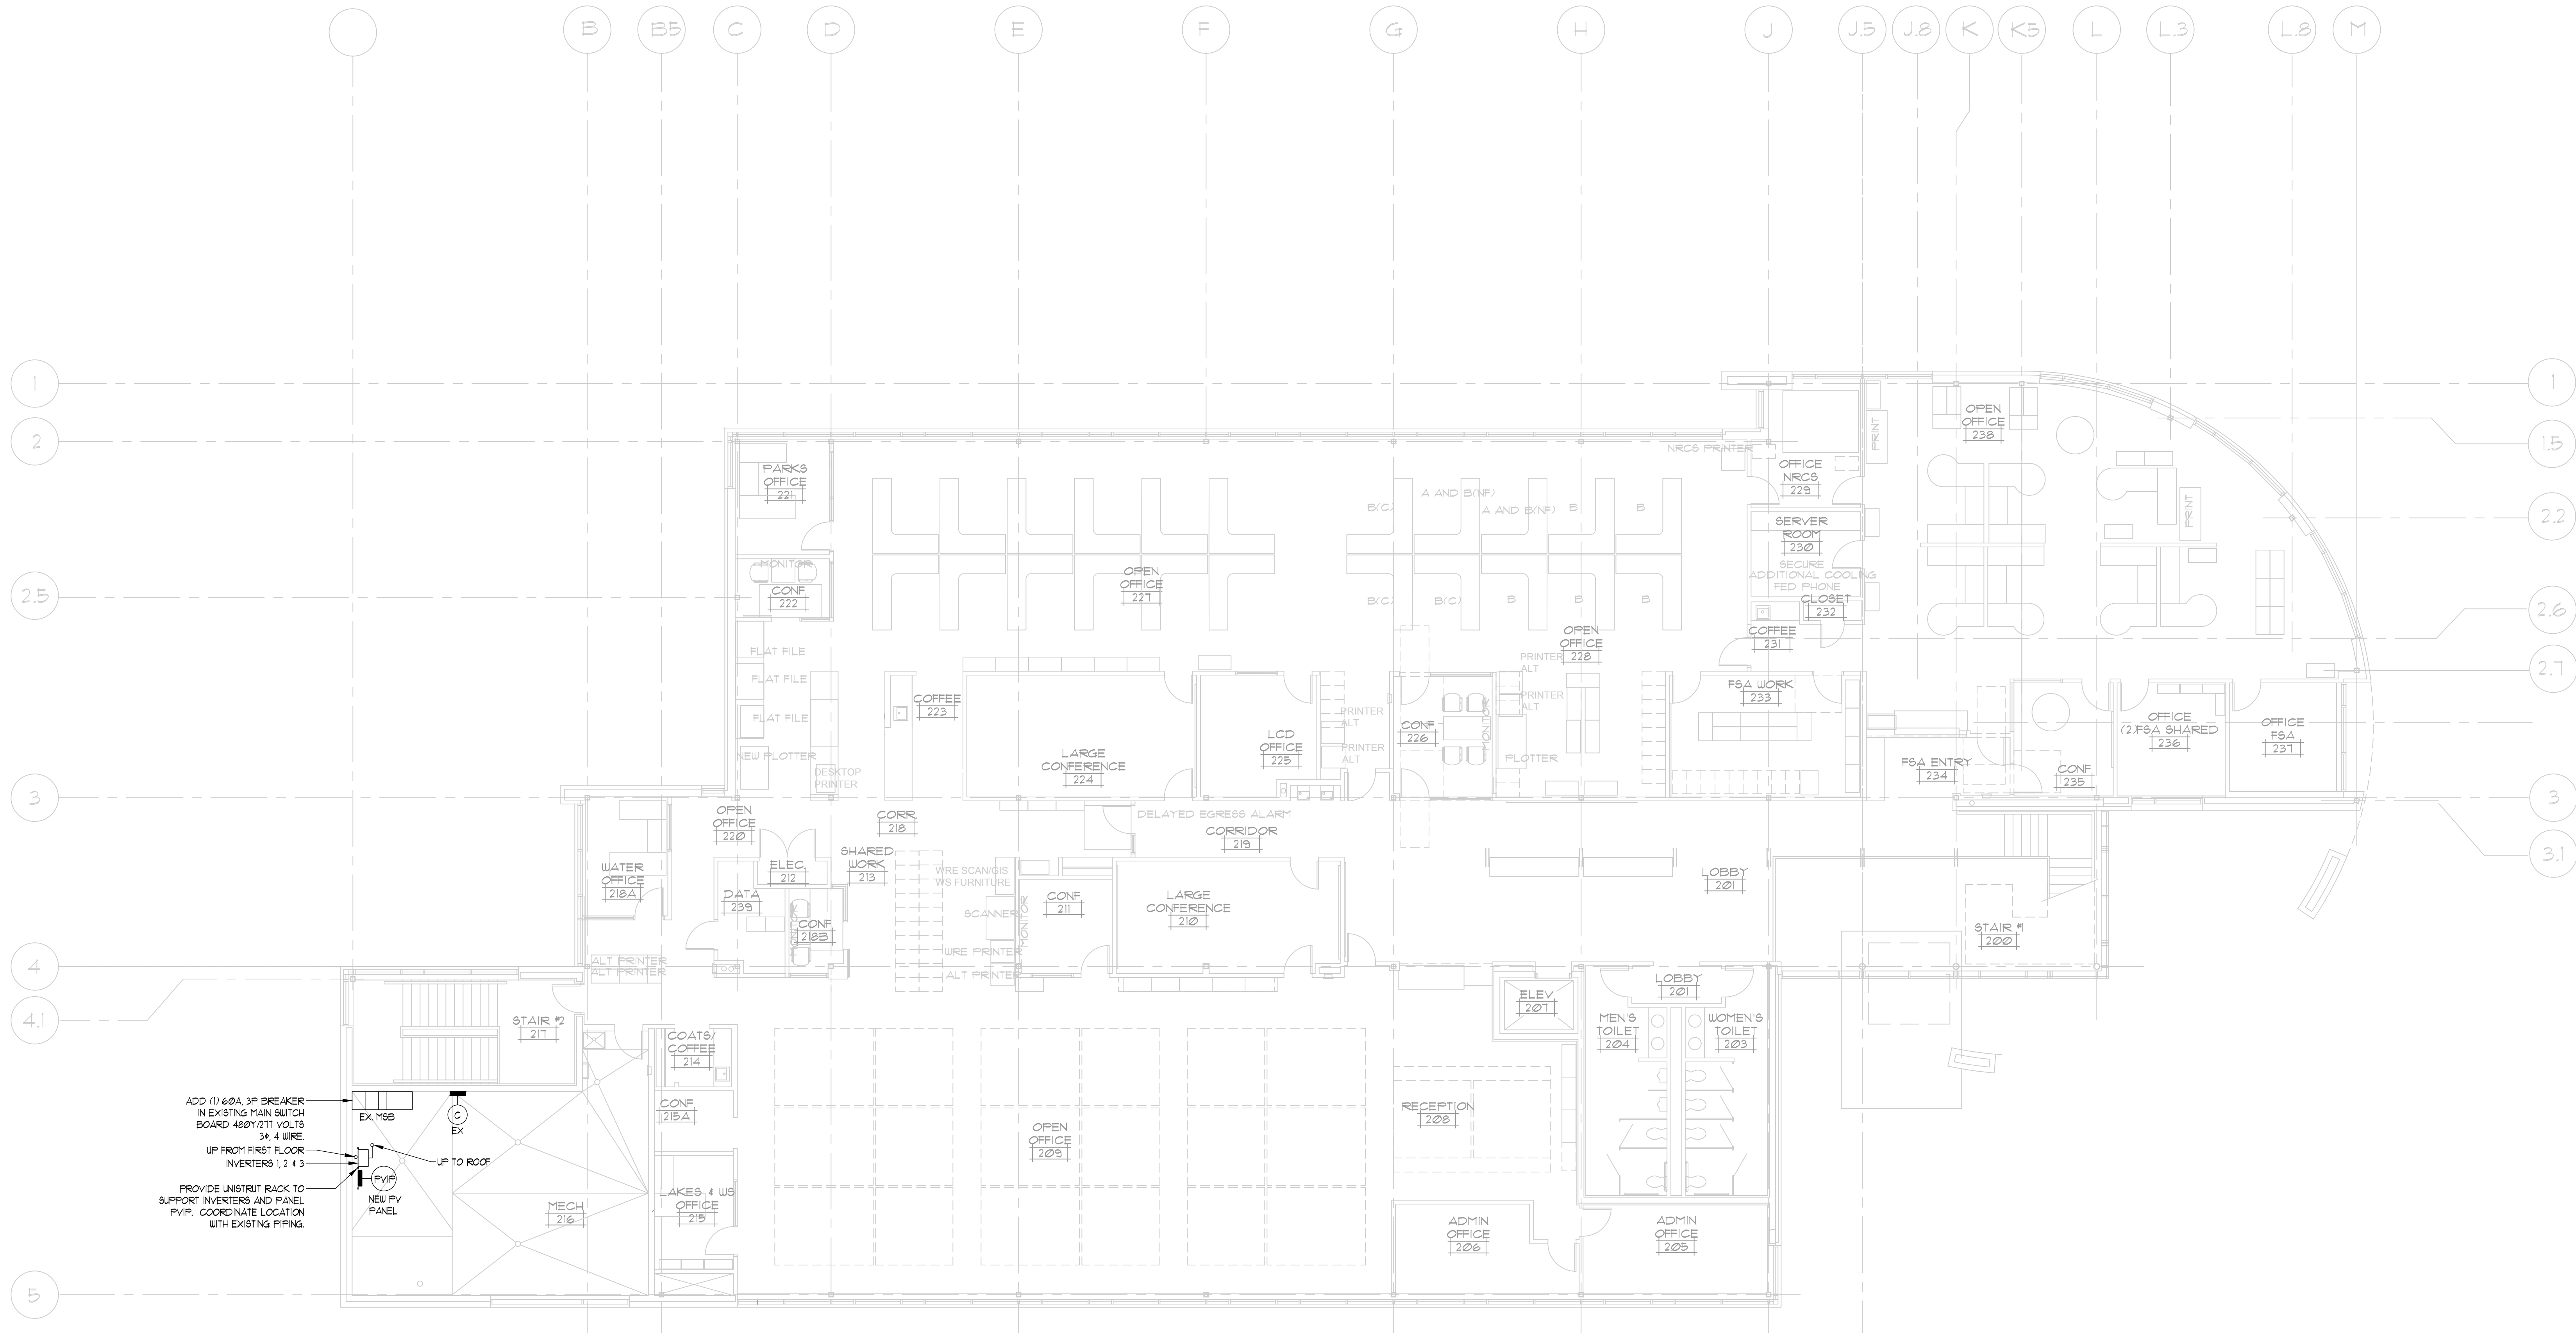 B
B5
C
D
E
F
G
H
J
J.5
J.8
K
K5
L
L.3
L.8
M
1
1
2
1.5
2.2
2.5
2.6
2.7
3
3
3.1
4
4.1
5
OPEN
OFFICE
238
PRINT
NRCS PRINTER
OFFICE
NRCS
229
PARKS
OFFICE
221
A AND B(NF)
B(C)
A AND B(NF)
B
B
PRINT
SERVER
ROOM
230
SECURE
ADDITIONAL COOLING
FED PHONE
MONITOR
CONF
222
OPEN
OFFICE
227
B(C)
B(C)
B
B
B
CLOSET
232
COFFEE
231
OPEN
OFFICE
228
FLAT FILE
FLAT FILE
FLAT FILE
NEW PLOTTER
DESKTOP
PRINTER
COFFEE
223
LARGE
CONFERENCE
224
LCD
OFFICE
225
PRINTER
ALT
PRINTER
ALT
CONF
226
MONITOR
PRINTER
ALT
PRINTER
ALT
PLOTTER
FSA WORK
233
FSA ENTRY
234
CONF
235
OFFICE
(2)FSA SHARED
236
OFFICE
FSA
237
OPEN
OFFICE
220
CORR.
218
DELAYED EGRESS ALARM
CORRIDOR
219
WATER
OFFICE
218A
ELEC.
212
SHARED
WORK
213
WRE SCAN/GIS
WS FURNITURE
DATA
239
CONF
218B
SCANNER
MONITOR
CONF
211
LARGE
CONFERENCE
210
LOBBY
201
STAIR #1
200
WRE PRINTER
ALT PRINTER
ALT PRINTER
ALT PRINTER
STAIR #2
217
COATS/
COFFEE
214
CONF
215A
ELEV
207
LOBBY
201
MEN'S
TOILET
204
WOMEN'S
TOILET
203
OPEN
OFFICE
209
RECEPTION
208
LAKES & WS
OFFICE
215
MECH
216
ADMIN
OFFICE
206
ADMIN
OFFICE
205
ADD (1) 60A, 3P BREAKER
IN EXISTING MAIN SWITCH
BOARD 480Y/277 VOLTS
3Φ, 4 WIRE.
EX. MSB
C
EX
UP FROM FIRST FLOOR
INVERTERS 1, 2 & 3
UP TO ROOF
PVIP
NEW PV
PANEL
PROVIDE UNISTRUT RACK TO
SUPPORT INVERTERS AND PANEL
PVIP. COORDINATE LOCATION
WITH EXISTING PIPING.